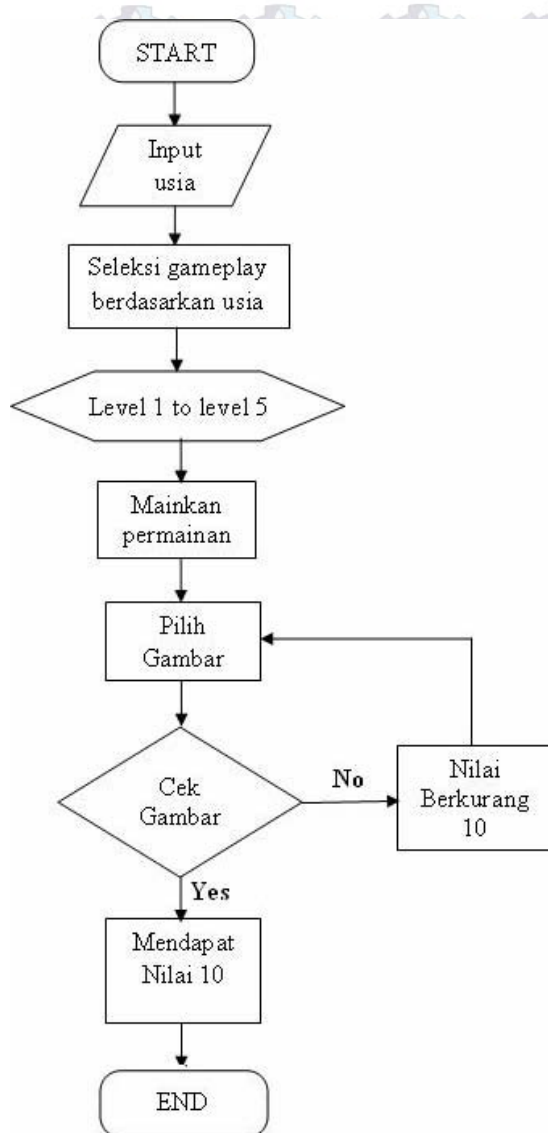 START
Input
usia
Seleksi gameplay
berdasarkan usia
Level 1 to level 5
Mainkan
permainan
Pilih
Gambar
Cek
Gambar
No
Nilai
Berkurang
10
Yes
Mendapat
Nilai 10
END